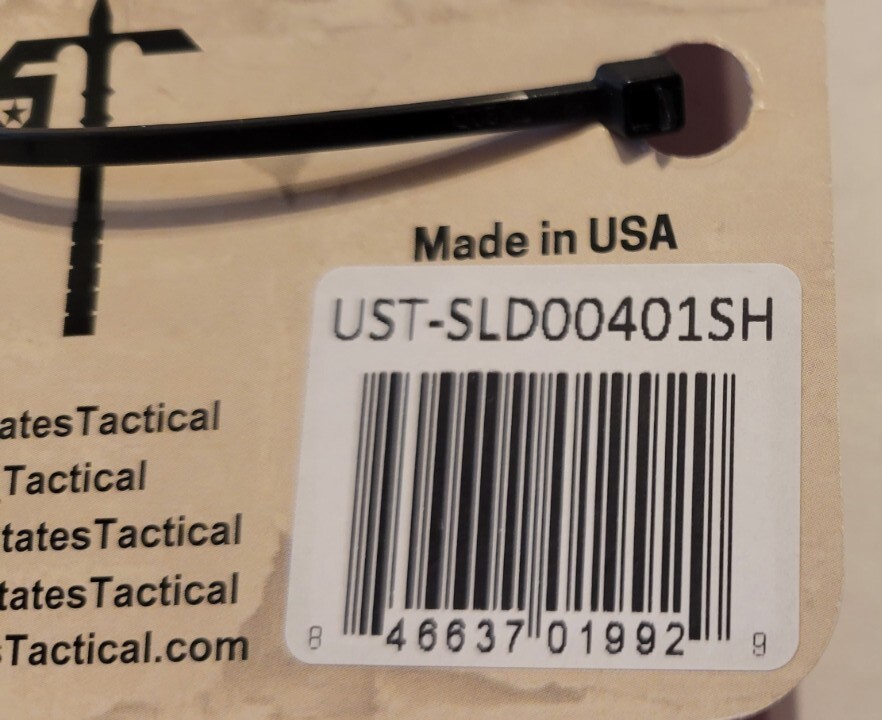 Made in USA
UST-SLD00401SH
8 46637 01992 9
atesTactical
Tactical
tatesTactical
tatesTactical
sTactical.com